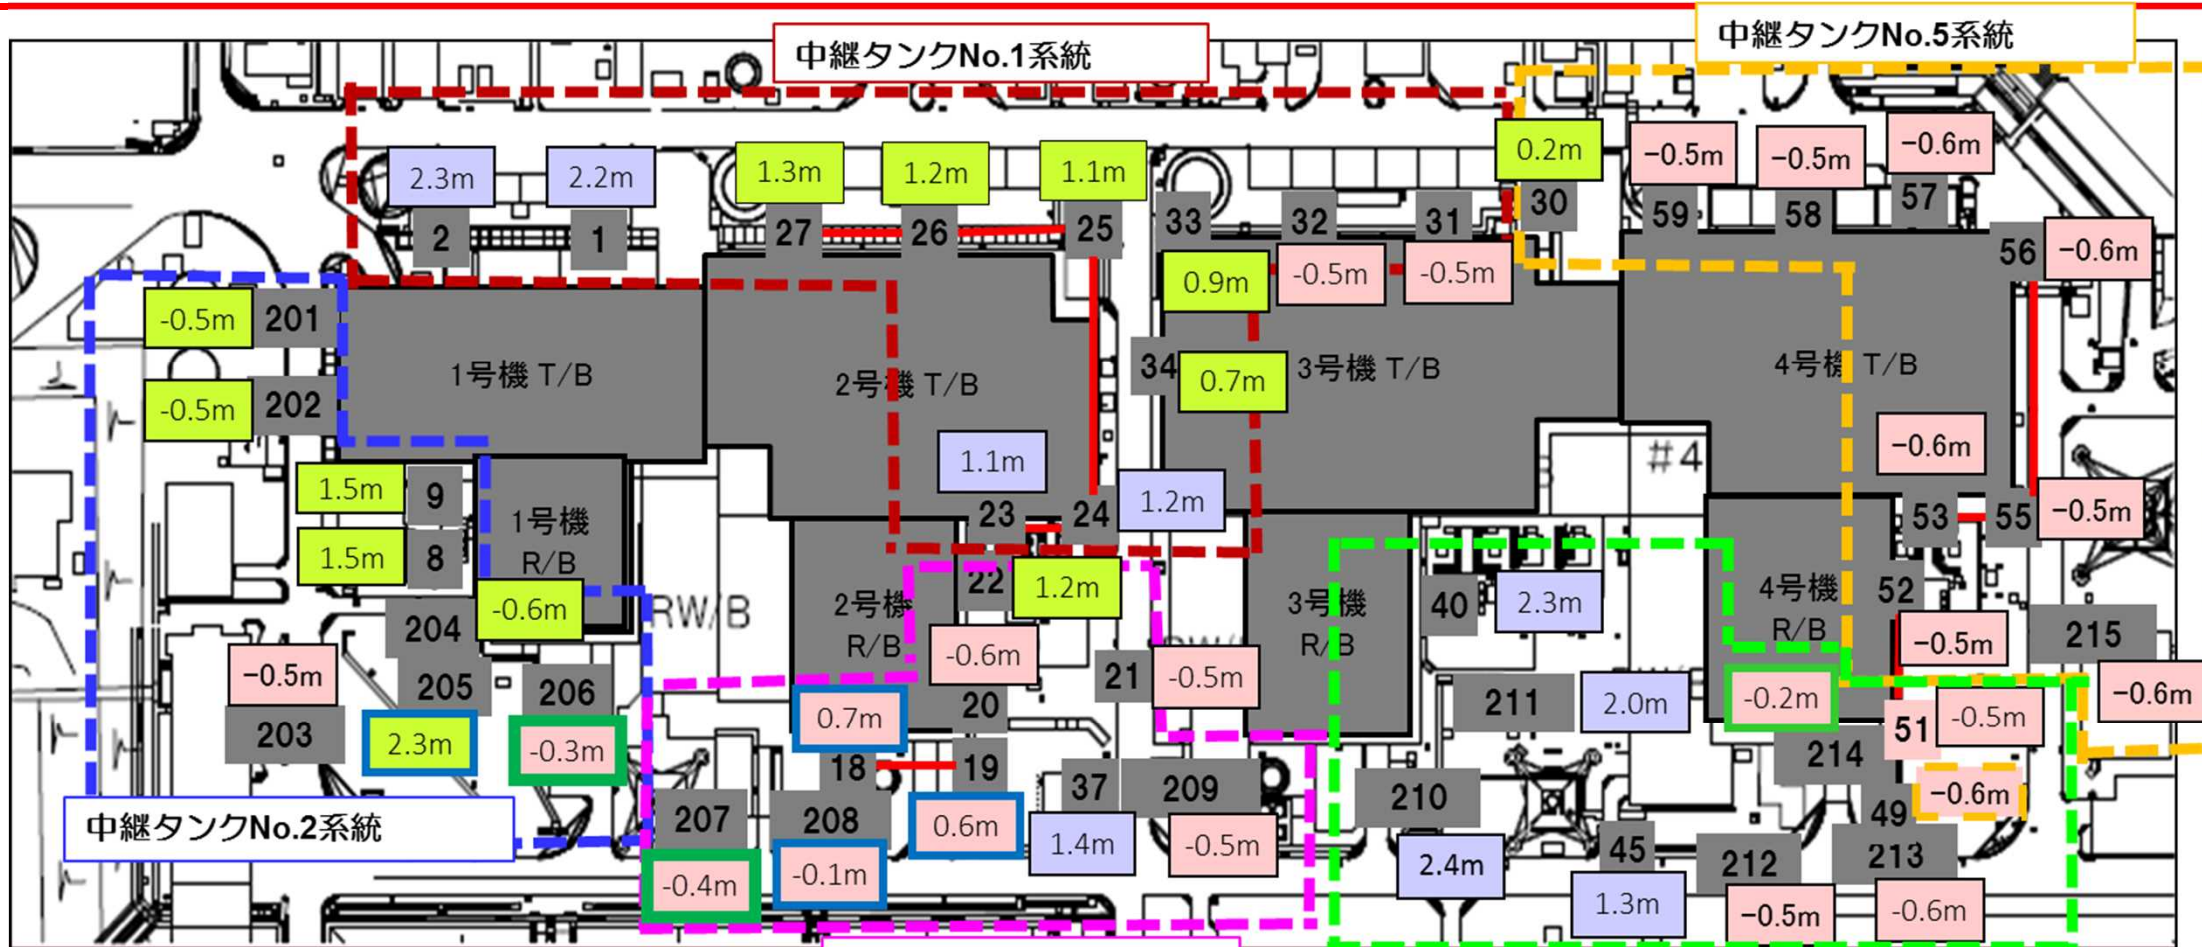 中継タンクNo.1系統
中継タンクNo.5系統
2.3m
2.2m
1.3m
1.2m
1.1m
0.2m
−0.5m
−0.5m
−0.6m
2
1
27
26
25
33
32
31
30
59
58
57
56
−0.6m
0.9m
-0.5m
-0.5m
-0.5m
201
-0.5m
202
1号機 T/B
2号機 T/B
34
0.7m
3号機 T/B
4号機 T/B
1.1m
1.2m
#4
−0.6m
1.5m
9
1.5m
8
1号機
R/B
23
24
53
55
−0.5m
-0.6m
204
RW/B
2号機
R/B
22
1.2m
-0.6m
3号機
R/B
40
2.3m
4号機
R/B
52
−0.5m
215
−0.6m
−0.5m
203
205
2.3m
206
-0.3m
0.7m
20
21
-0.5m
211
2.0m
-0.2m
51
-0.5m
214
18
19
37
209
210
49
−0.6m
中継タンクNo.2系統
207
208
0.6m
1.4m
-0.5m
2.4m
45
212
213
-0.4m
-0.1m
1.3m
−0.5m
-0.6m